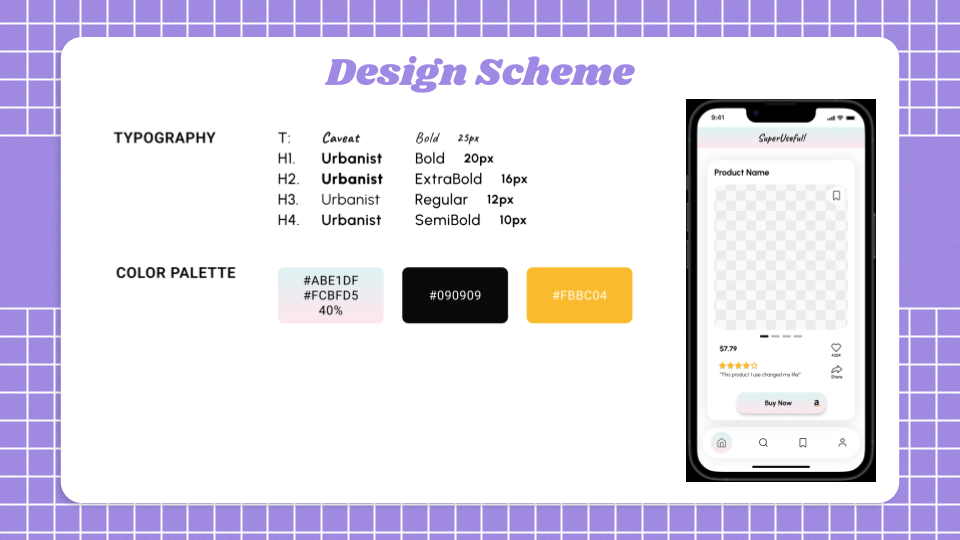 Design Scheme
TYPOGRAPHY
T: Caveat Bold 25px
H1. Urbanist Bold 20px
H2. Urbanist ExtraBold 16px
H3. Urbanist Regular 12px
H4. Urbanist SemiBold 10px
COLOR PALETTE
#ABE1DF
#FCBFD5
40%
#090909
#FBBC04
9:41
SuperUseful!
Product Name
$7.79
"This product I use changed my life!"
Share
Buy Now a